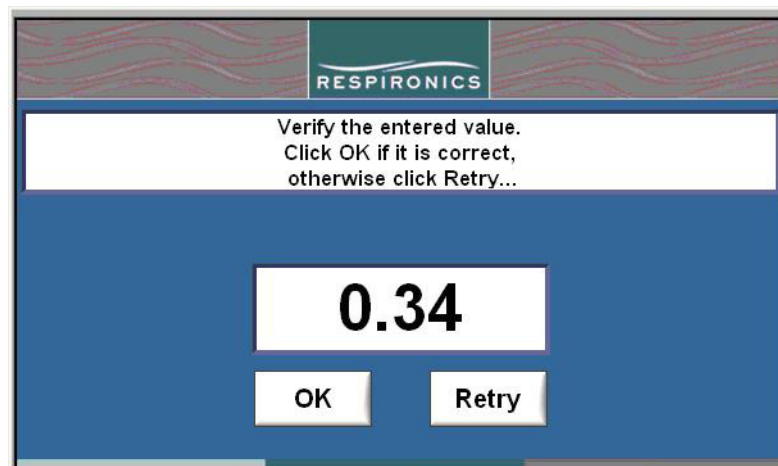 RESPIRONICS
Verify the entered value.
Click OK if it is correct,
otherwise click Retry...
0.34
OK
Retry